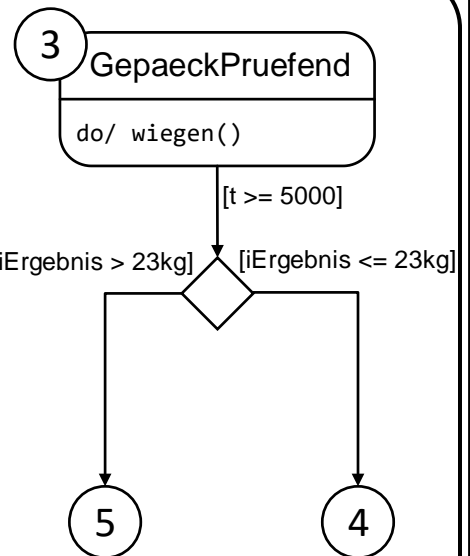 3
GepaeckPruefend
do/ wiegen()
[t >= 5000]
iErgebnis > 23kg]
[iErgebnis <= 23kg]
5
4